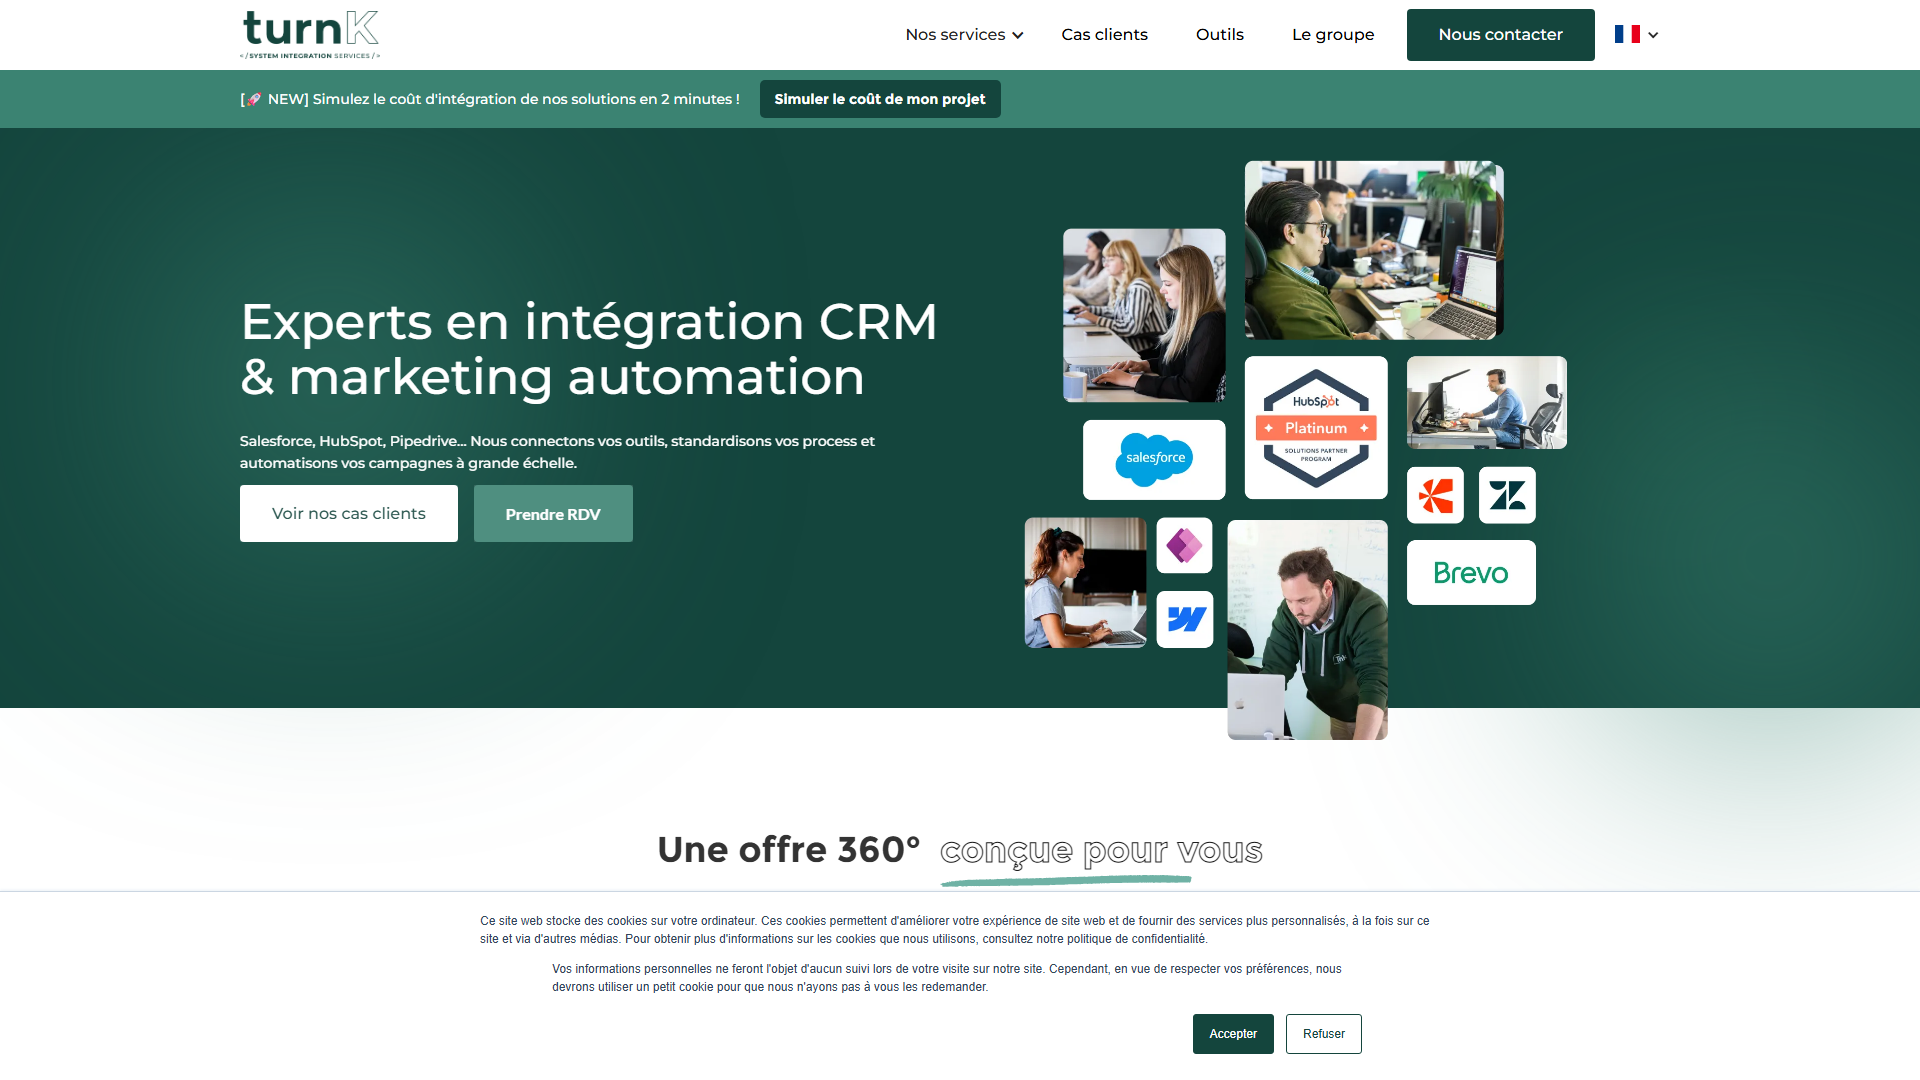 turnK
</SYSTEM INTEGRATION SERVICES/>
Nos services
Cas clients
Outils
Le groupe
Nous contacter
[🚀 NEW] Simulez le coût d'intégration de nos solutions en 2 minutes !
Simuler le coût de mon projet
Experts en intégration CRM
& marketing automation
Salesforce, HubSpot, Pipedrive... Nous connectons vos outils, standardisons vos process et
automatisons vos campagnes à grande échelle.
Voir nos cas clients
Prendre RDV
salesforce
HubSpot
Platinum
SOLUTIONS PARTNER
PROGRAM
Brevo
Une offre 360° conçue pour vous
Ce site web stocke des cookies sur votre ordinateur. Ces cookies permettent d'améliorer votre expérience de site web et de fournir des services plus personnalisés, à la fois sur ce
site et via d'autres médias. Pour obtenir plus d'informations sur les cookies que nous utilisons, consultez notre politique de confidentialité.
Vos informations personnelles ne feront l'objet d'aucun suivi lors de votre visite sur notre site. Cependant, en vue de respecter vos préférences, nous
devrons utiliser un petit cookie pour que nous n'ayons pas à vous les redemander.
Accepter
Refuser